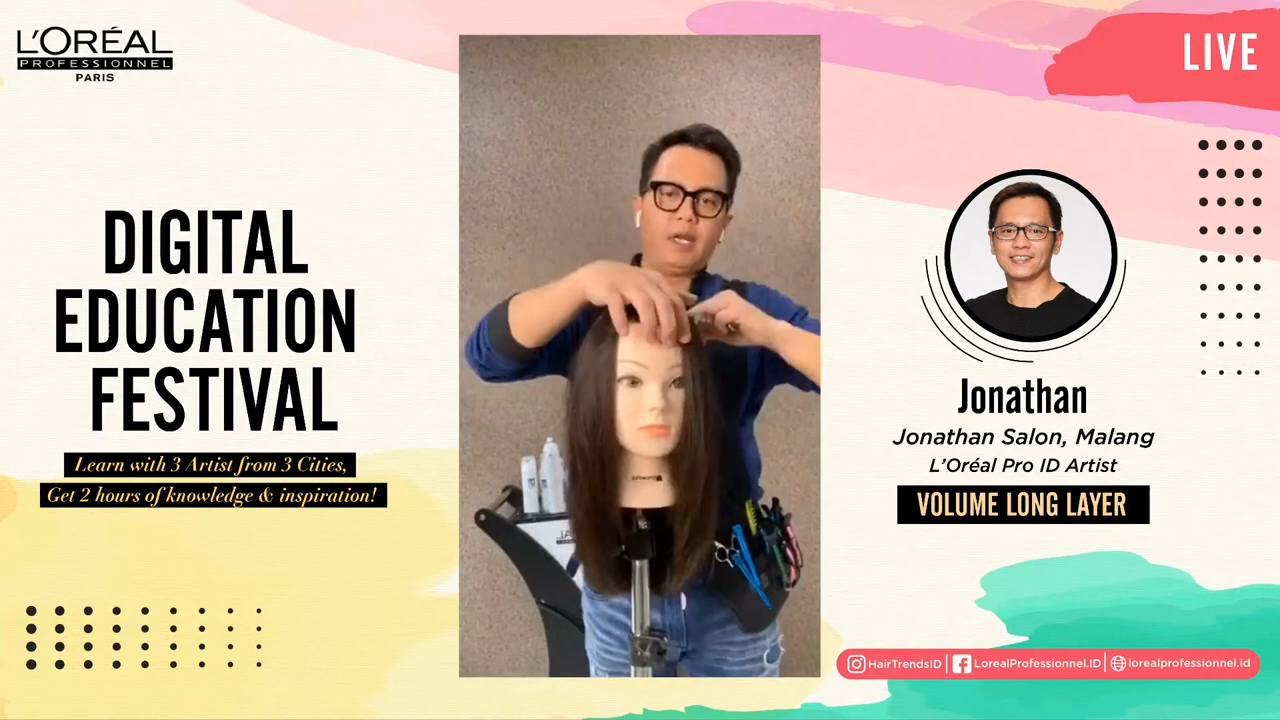 L'ORÉAL
PROFESSIONNEL
PARIS
LIVE
DIGITAL
EDUCATION
FESTIVAL
Learn with 3 Artist from 3 Cities,
Get 2 hours of knowledge & inspiration!
Jonathan
Jonathan Salon, Malang
L'Oréal Pro ID Artist
VOLUME LONG LAYER
HairTrendsID | LorealProfessionnel.ID | lorealprofessionnel.id